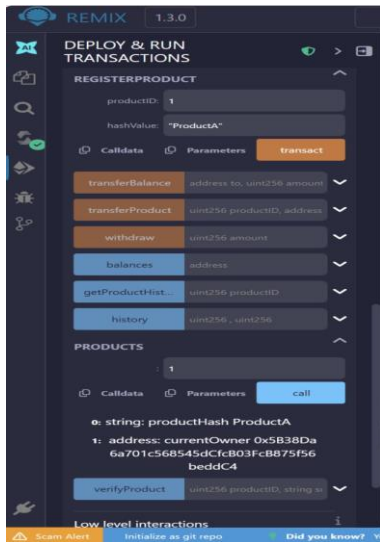 REMIX 1.3.0
DEPLOY & RUN
TRANSACTIONS
REGISTERPRODUCT
productID: 1
hashValue: "ProductA"
Calldata Parameters transact
transferBalance address to, uint256 amount
transferProduct uint256 productID, address
withdraw uint256 amount
balances address
getProductHist... uint256 productID
history uint256 , uint256
PRODUCTS
: 1
Calldata Parameters call
0: string: productHash ProductA
1: address: currentOwner 0x5B38Da
6a701c568545dCfcB03FcB875f56
beddC4
verifyProduct uint256 productID, string
Low level interactions i
Scam Alert Initialize as git repo Did you know?